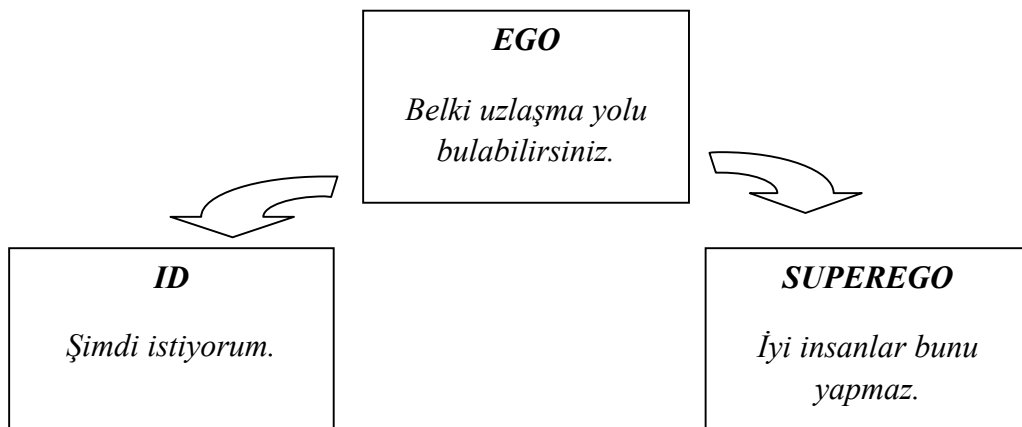 EGO
Belki uzlaşma yolu
bulabilirsiniz.
ID
Şimdi istiyorum.
SUPEREGO
İyi insanlar bunu
yapmaz.